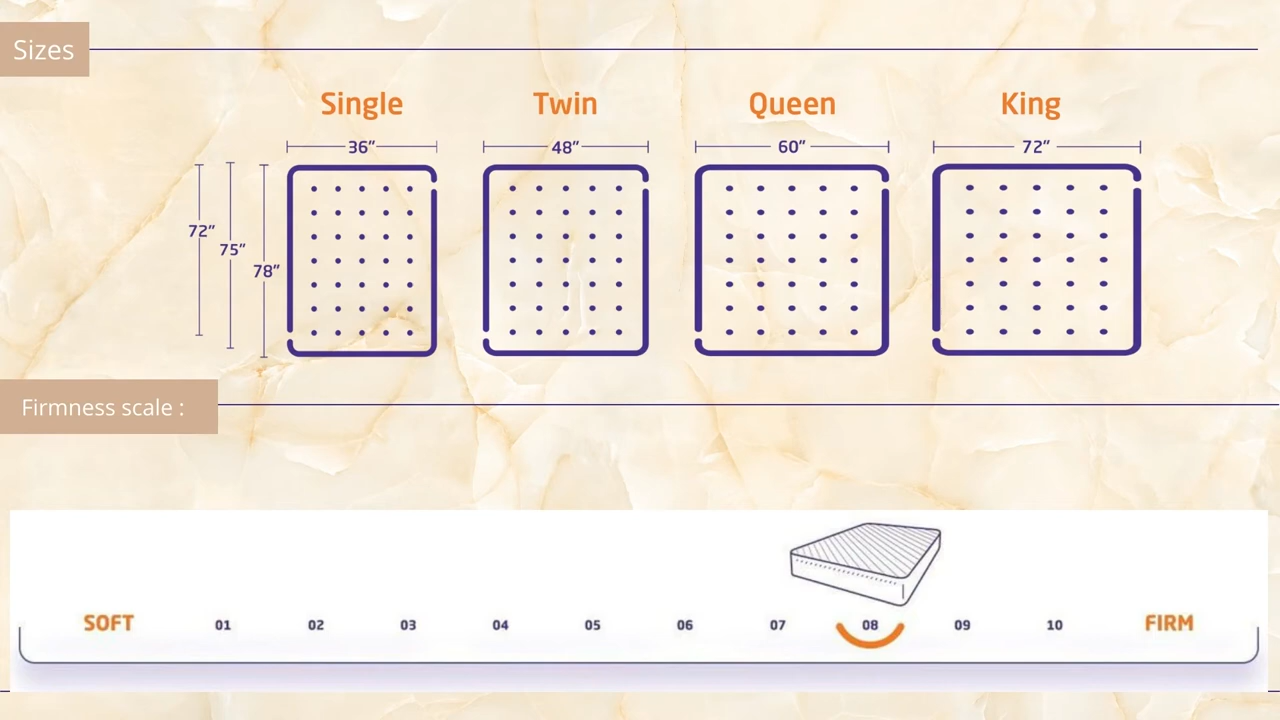 Sizes
Single
Twin
Queen
King
36”
48”
60”
72”
72”
75”
78”
Firmness scale :
SOFT 01 02 03 04 05 06 07 08 09 10 FIRM